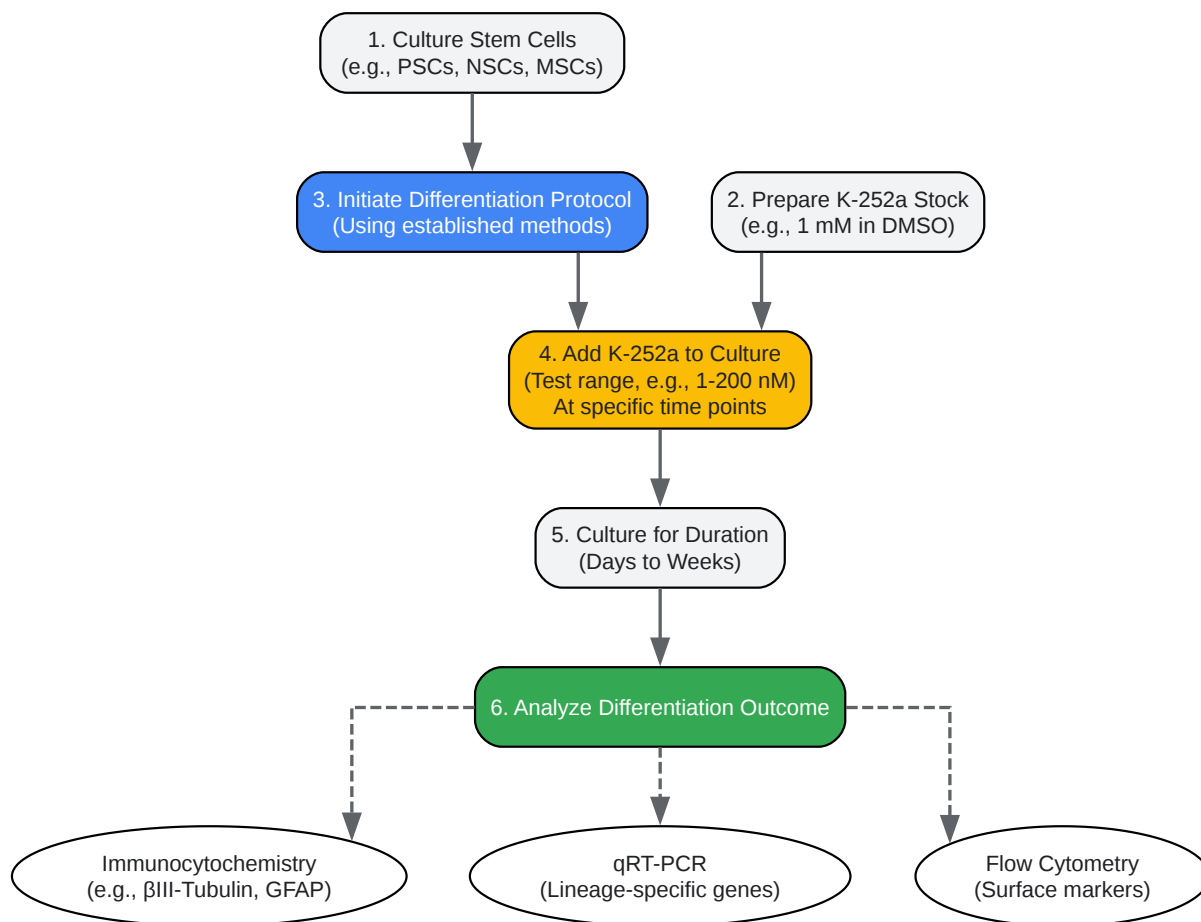 1. Culture Stem Cells
(e.g., PSCs, NSCs, MSCs)
3. Initiate Differentiation Protocol
(Using established methods)
2. Prepare K-252a Stock
(e.g., 1 mM in DMSO)
4. Add K-252a to Culture
(Test range, e.g., 1-200 nM)
At specific time points
5. Culture for Duration
(Days to Weeks)
6. Analyze Differentiation Outcome
Immunocytochemistry
(e.g., βIII-Tubulin, GFAP)
qRT-PCR
(Lineage-specific genes)
Flow Cytometry
(Surface markers)